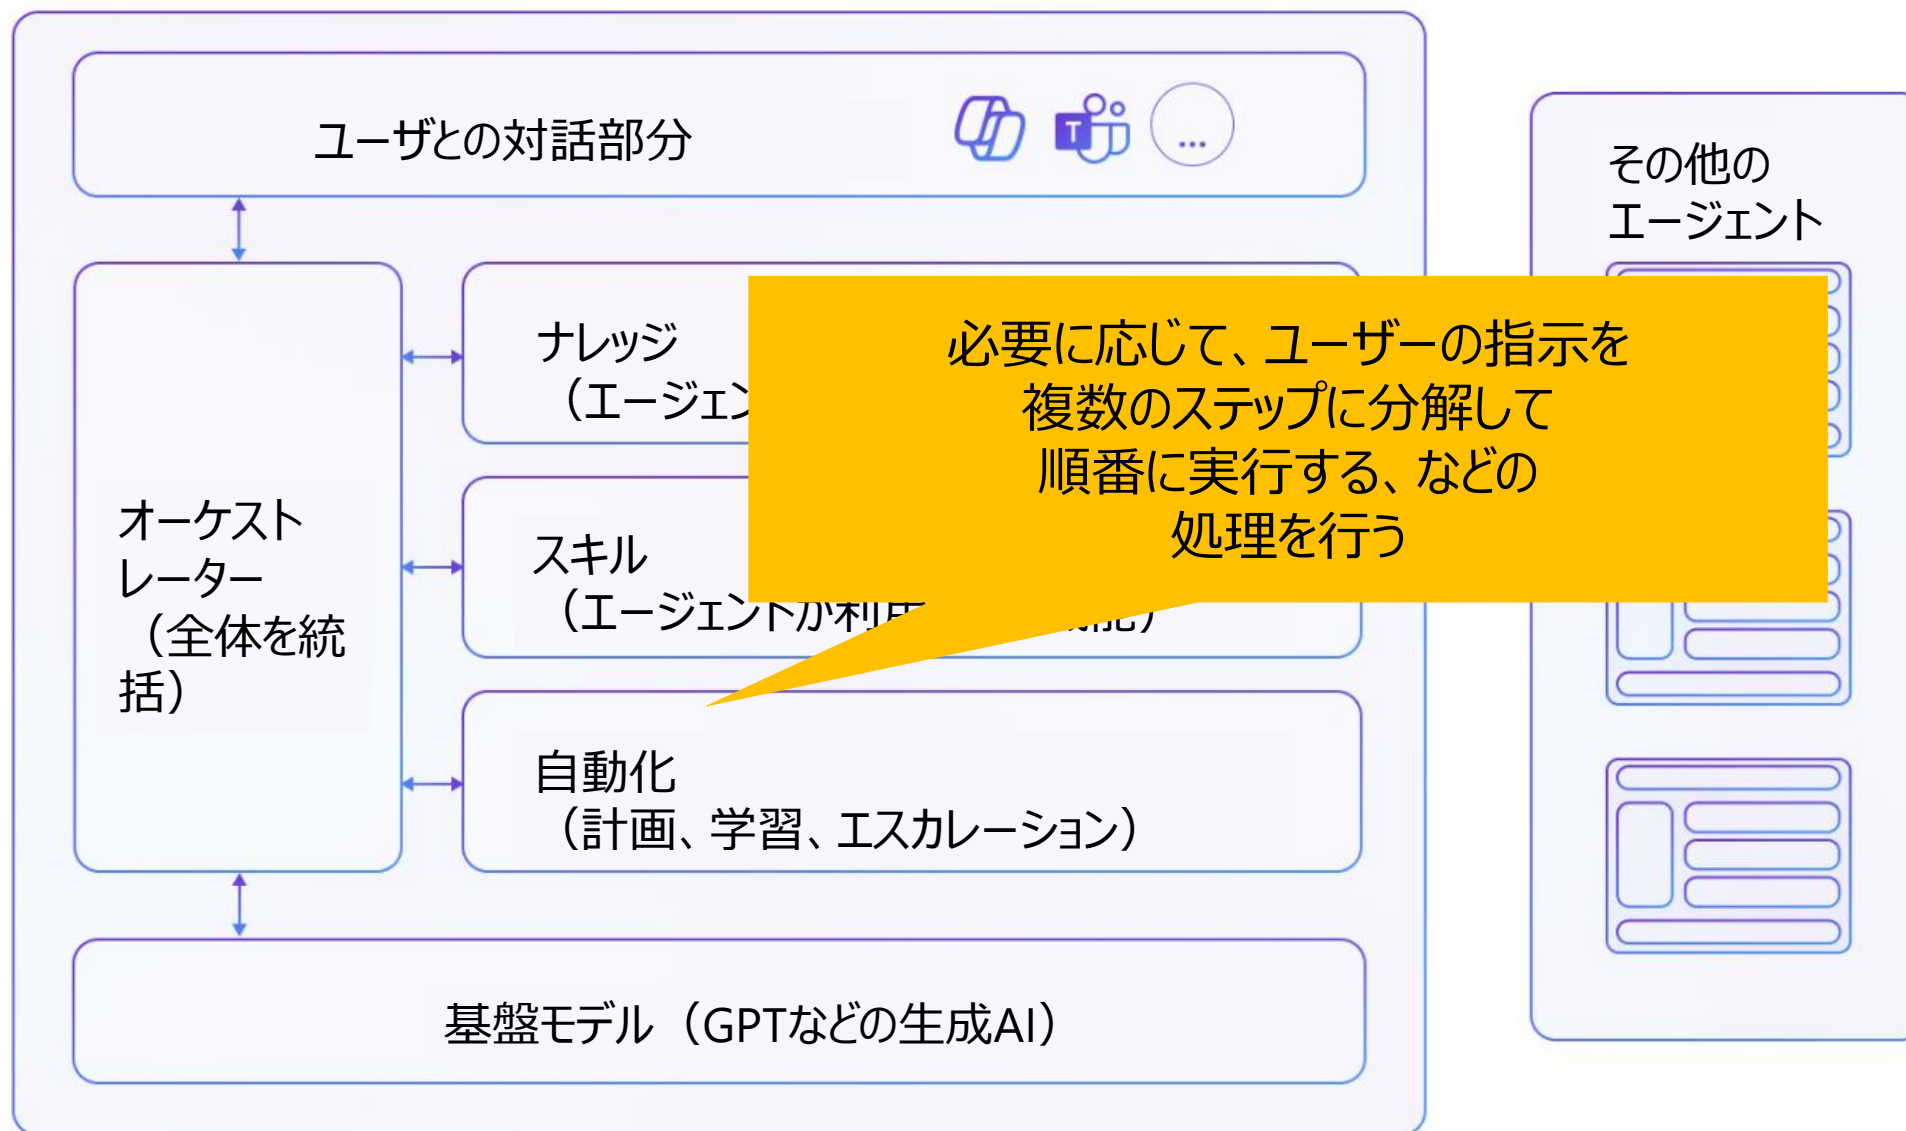 ユーザとの対話部分
T
...
その他の
エージェント
ナレッジ
（エージェン
必要に応じて、ユーザーの指示を
複数のステップに分解して
順番に実行する、などの
処理を行う
オーケスト
レーター
（全体を統
括）
スキル
（エージェントが利用
自動化
（計画、学習、エスカレーション）
基盤モデル（GPTなどの生成AI）